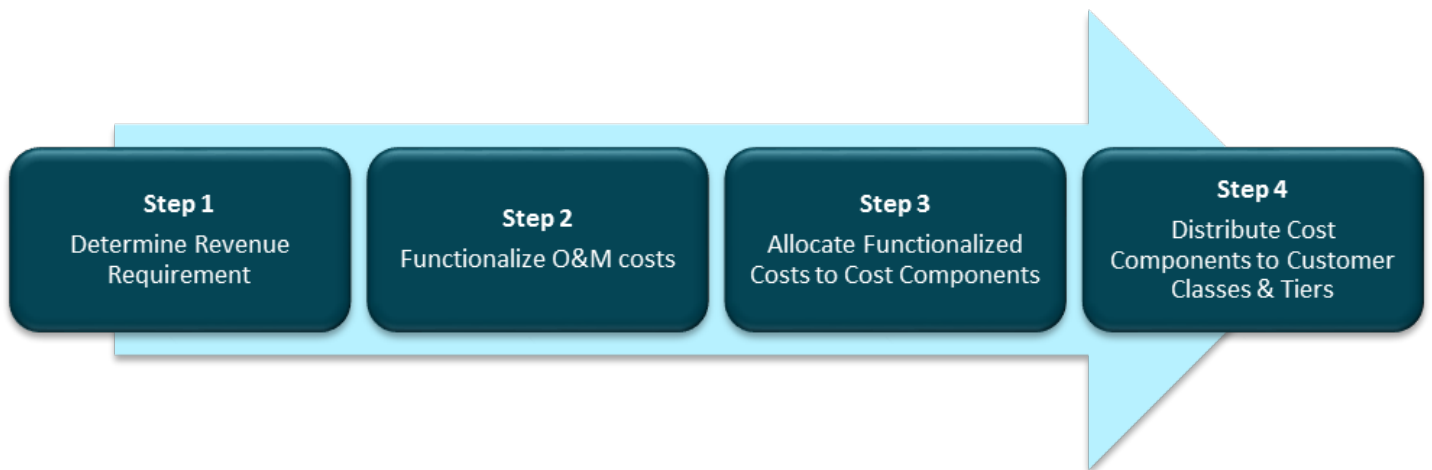 Step 1
Determine Revenue
Requirement
Step 2
Functionalize O&M costs
Step 3
Allocate Functionalized
Costs to Cost Components
Step 4
Distribute Cost
Components to Customer
Classes & Tiers